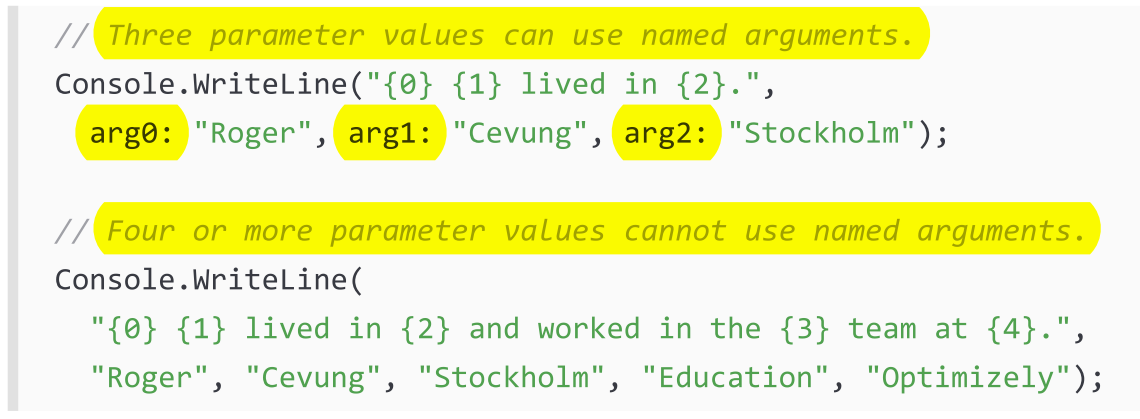 // Three parameter values can use named arguments.
Console.WriteLine("{0} {1} lived in {2}.",
arg0: "Roger", arg1: "Cevung", arg2: "Stockholm");
// Four or more parameter values cannot use named arguments.
Console.WriteLine(
"{0} {1} lived in {2} and worked in the {3} team at {4}.",
"Roger", "Cevung", "Stockholm", "Education", "Optimizely");